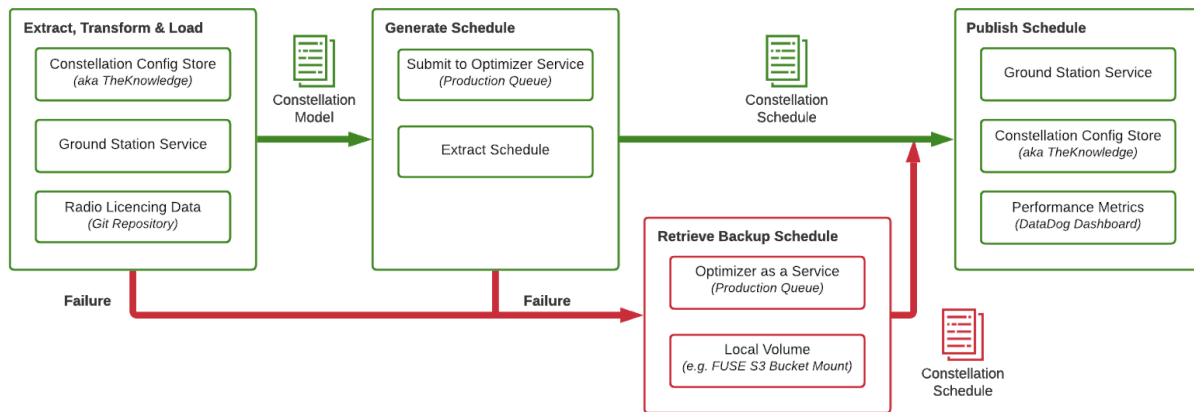 Extract, Transform & Load
Constellation Config Store
(aka TheKnowledge)
Ground Station Service
Radio Licencing Data
(Git Repository)
Constellation
Model
Generate Schedule
Submit to Optimizer Service
(Production Queue)
Extract Schedule
Constellation
Schedule
Publish Schedule
Ground Station Service
Constellation Config Store
(aka TheKnowledge)
Performance Metrics
(DataDog Dashboard)
Failure
Failure
Retrieve Backup Schedule
Optimizer as a Service
(Production Queue)
Local Volume
(e.g. FUSE S3 Bucket Mount)
Constellation
Schedule